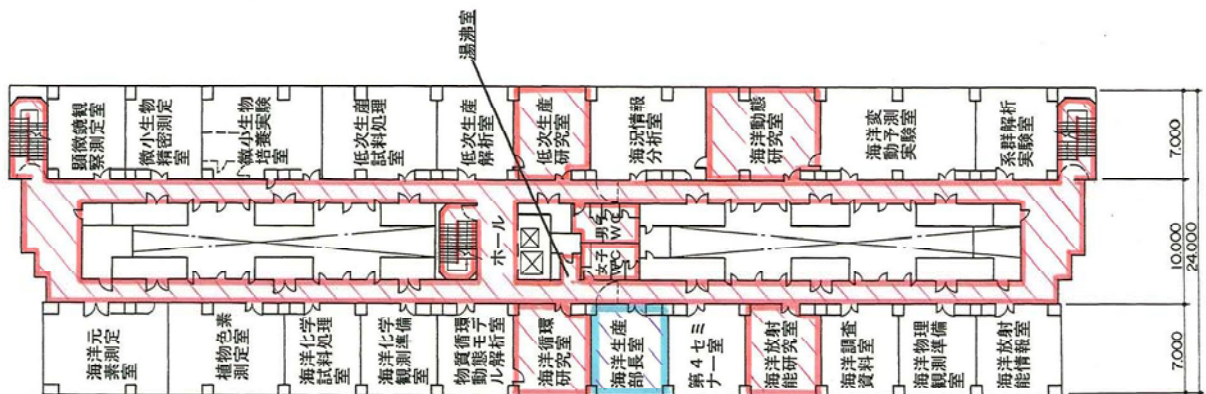 湯沸室
顕微鏡観
察測定室
微小生物
精密測定
室
微小生物
培養実験
室
低次生産
試料処理
室
低次生産
解析室
低次生産
研究室
海況情報
分析室
海洋動態
研究室
海洋変
動予測
実験室
系群解析
実験室
7,000
ホール
男子
WC
女子
WC
10,000
24,000
海洋元
素測定
室
植物色素
測定室
海洋化学
試料処理
室
海洋化学
観測準備
室
物質循環
動態モデ
ル解析室
海洋循環
研究室
海洋生産
部長室
第4セミ
ナー室
海洋放射
能研究室
海洋調査
資料室
海洋物理
観測準備
室
海洋放射
能情報室
7,000